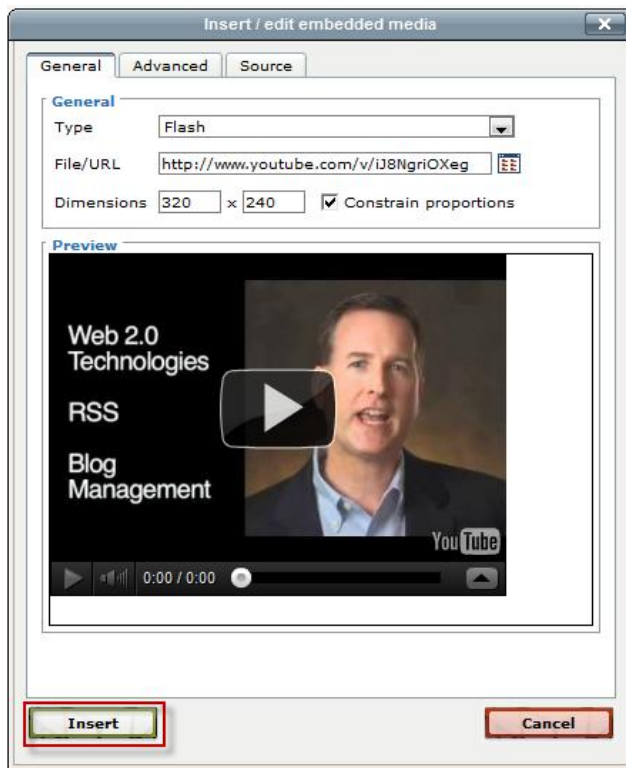 Insert / edit embedded media
General Advanced Source
General
Type Flash
File/URL http://www.youtube.com/v/iJ8NgriOXeg
Dimensions 320 x 240 Constrain proportions
Preview
Web 2.0
Technologies
RSS
Blog
Management
YouTube
0:00 / 0:00
Insert Cancel